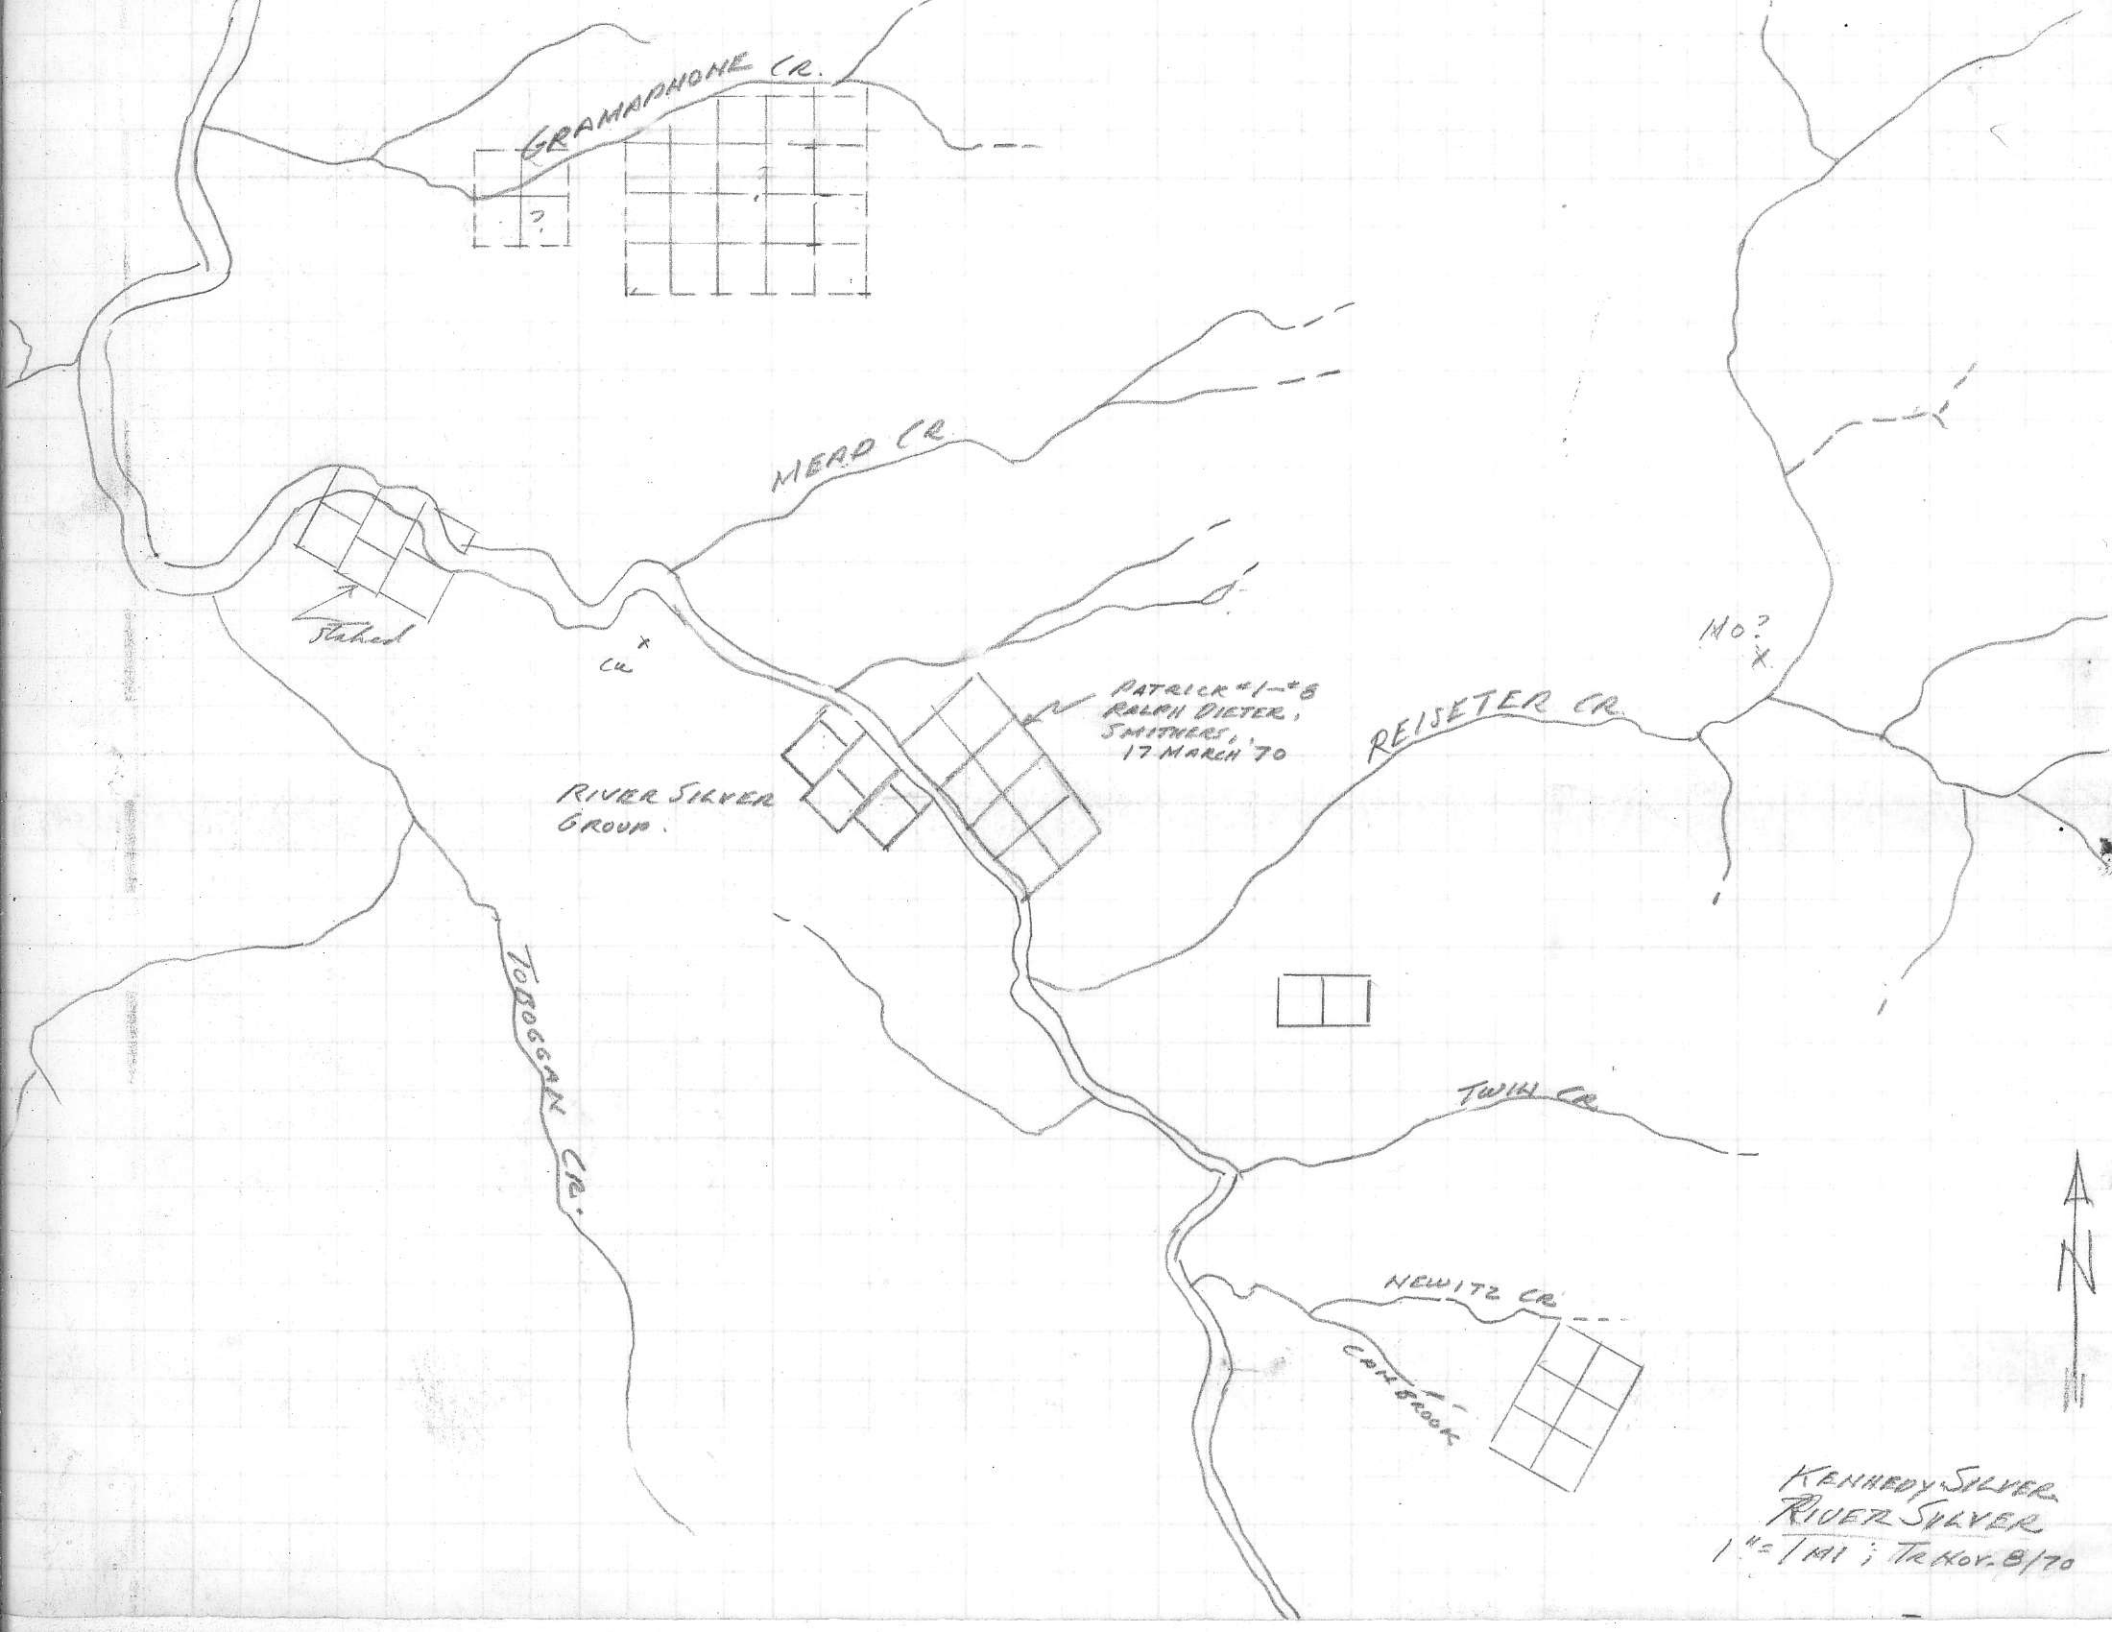 GRAMAPHONE CR.
?
?
MEAD CR
Staked
Cu
x
Mo?
x
PATRICK #1-#8
RALPH DIETER,
SMITHERS,
17 MARCH '70
REISETER CR.
RIVER SILVER
GROUP.
TOBOGGAN CR.
TWIN CR.
NEWITZ CR
CANBROOK
N
KENNEDY SILVER
RIVER SILVER
1"=1 MI ; TR NOV. 8/70